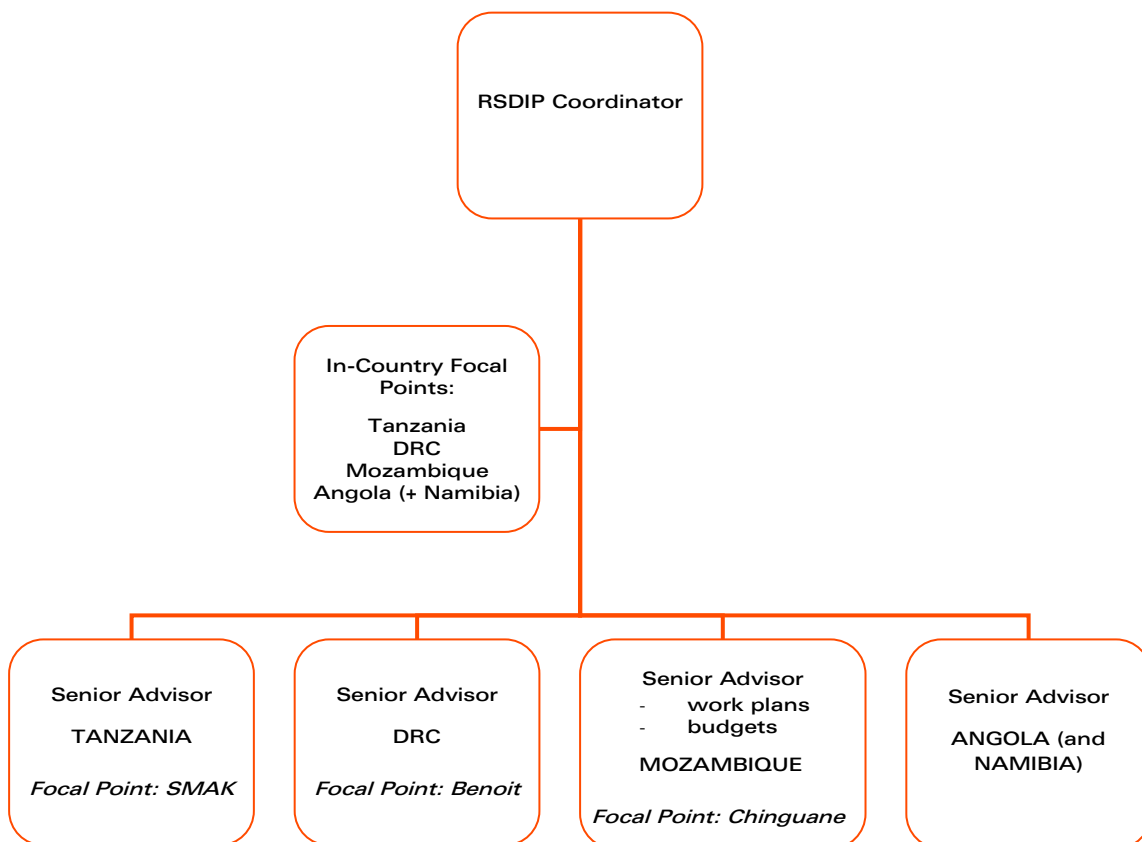 RSDIP Coordinator
In-Country Focal
Points:
Tanzania
DRC
Mozambique
Angola (+ Namibia)
Senior Advisor
TANZANIA
Focal Point: SMAK
Senior Advisor
DRC
Focal Point: Benoit
Senior Advisor
- work plans
- budgets
MOZAMBIQUE
Focal Point: Chinguane
Senior Advisor
ANGOLA (and
NAMIBIA)